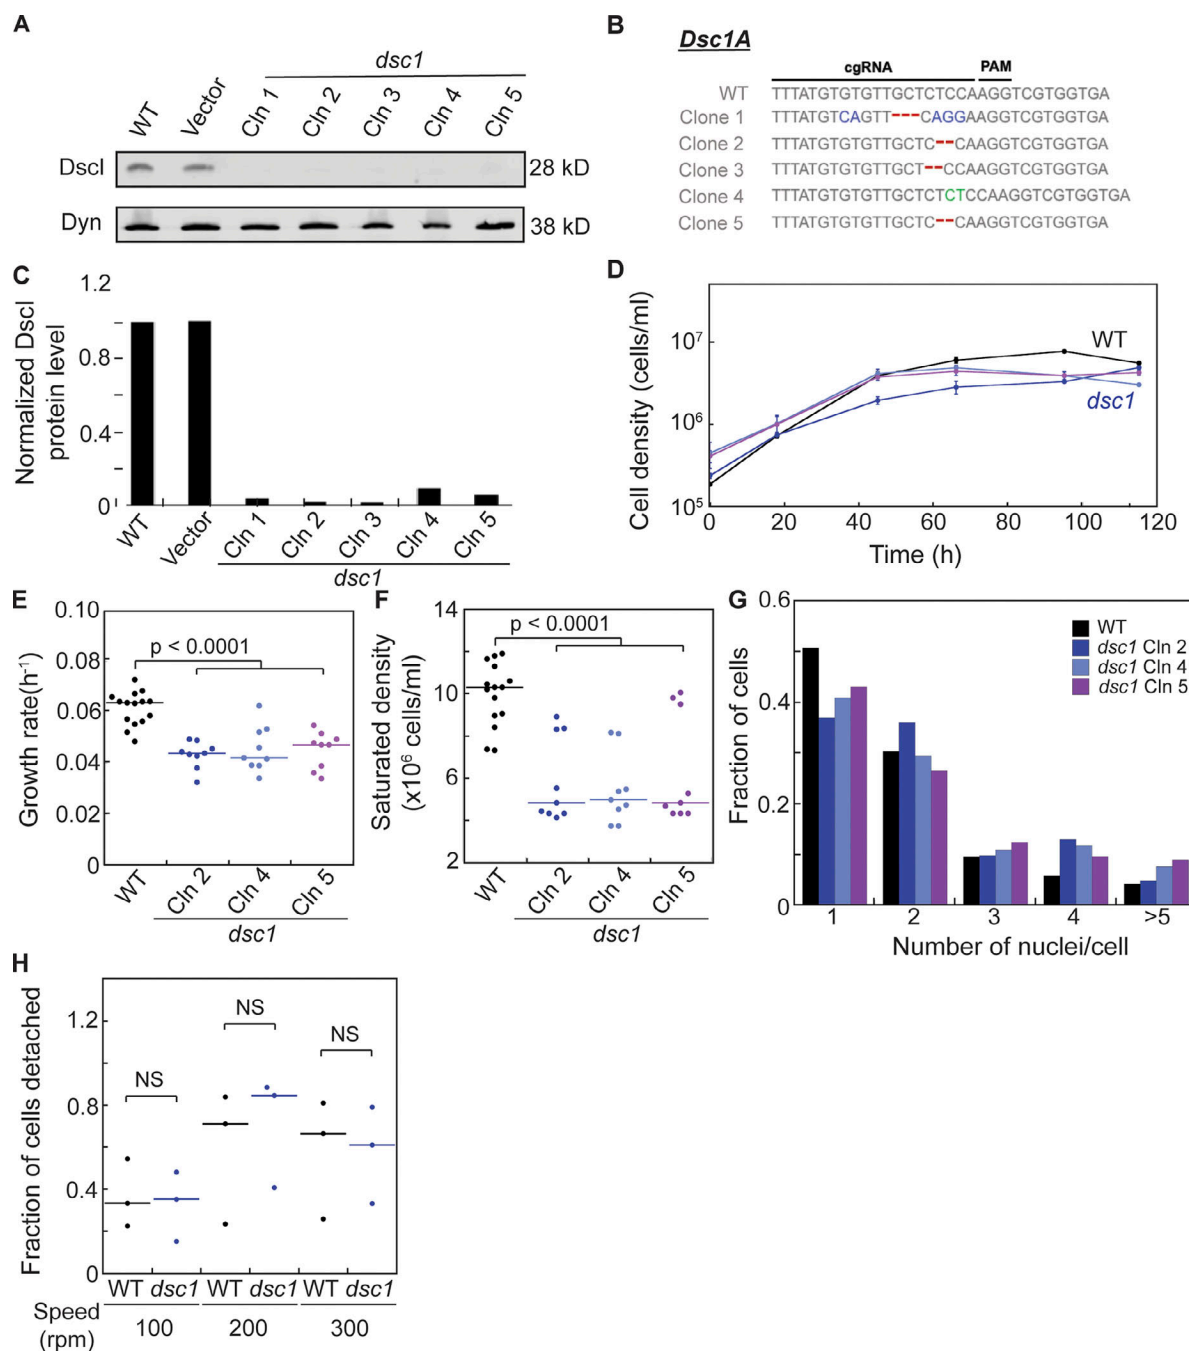 A
dsc1
WT
Vector
Cln 1
Cln 2
Cln 3
Cln 4
Cln 5
DscI
28 kD
Dyn
38 kD
B
Dsc1A
cgRNA PAM
WT TTTATGTGTGTTGCTCTCCAAGGTCGTGGTGA
Clone 1 TTTATGTCAGTT---CAGGAAGGTCGTGGTGA
Clone 2 TTTATGTGTGTTGCTC--CAAGGTCGTGGTGA
Clone 3 TTTATGTGTGTTGCT--CCAAGGTCGTGGTGA
Clone 4 TTTATGTGTGTTGCTCTCTCCAAGGTCGTGGTGA
Clone 5 TTTATGTGTGTTGCTC--CAAGGTCGTGGTGA
C
Normalized DscI
protein level
1.2
0.8
0.4
0
WT
Vector
Cln 1
Cln 2
Cln 3
Cln 4
Cln 5
dsc1
D
Cell density (cells/ml)
10⁷
10⁶
10⁵
WT
dsc1
0 20 40 60 80 100 120
Time (h)
E
Growth rate(h⁻¹)
0.10
0.08
0.06
0.04
0.02
0
p < 0.0001
WT
Cln 2
Cln 4
Cln 5
dsc1
F
Saturated density
(x10⁶ cells/ml)
14
10
6
2
p < 0.0001
WT
Cln 2
Cln 4
Cln 5
dsc1
G
Fraction of cells
0.6
0.4
0.2
0
WT
dsc1 Cln 2
dsc1 Cln 4
dsc1 Cln 5
1 2 3 4 >5
Number of nuclei/cell
H
Fraction of cells detached
1.2
0.8
0.4
0
NS
NS
NS
WT dsc1 WT dsc1 WT dsc1
Speed
(rpm)
100 200 300